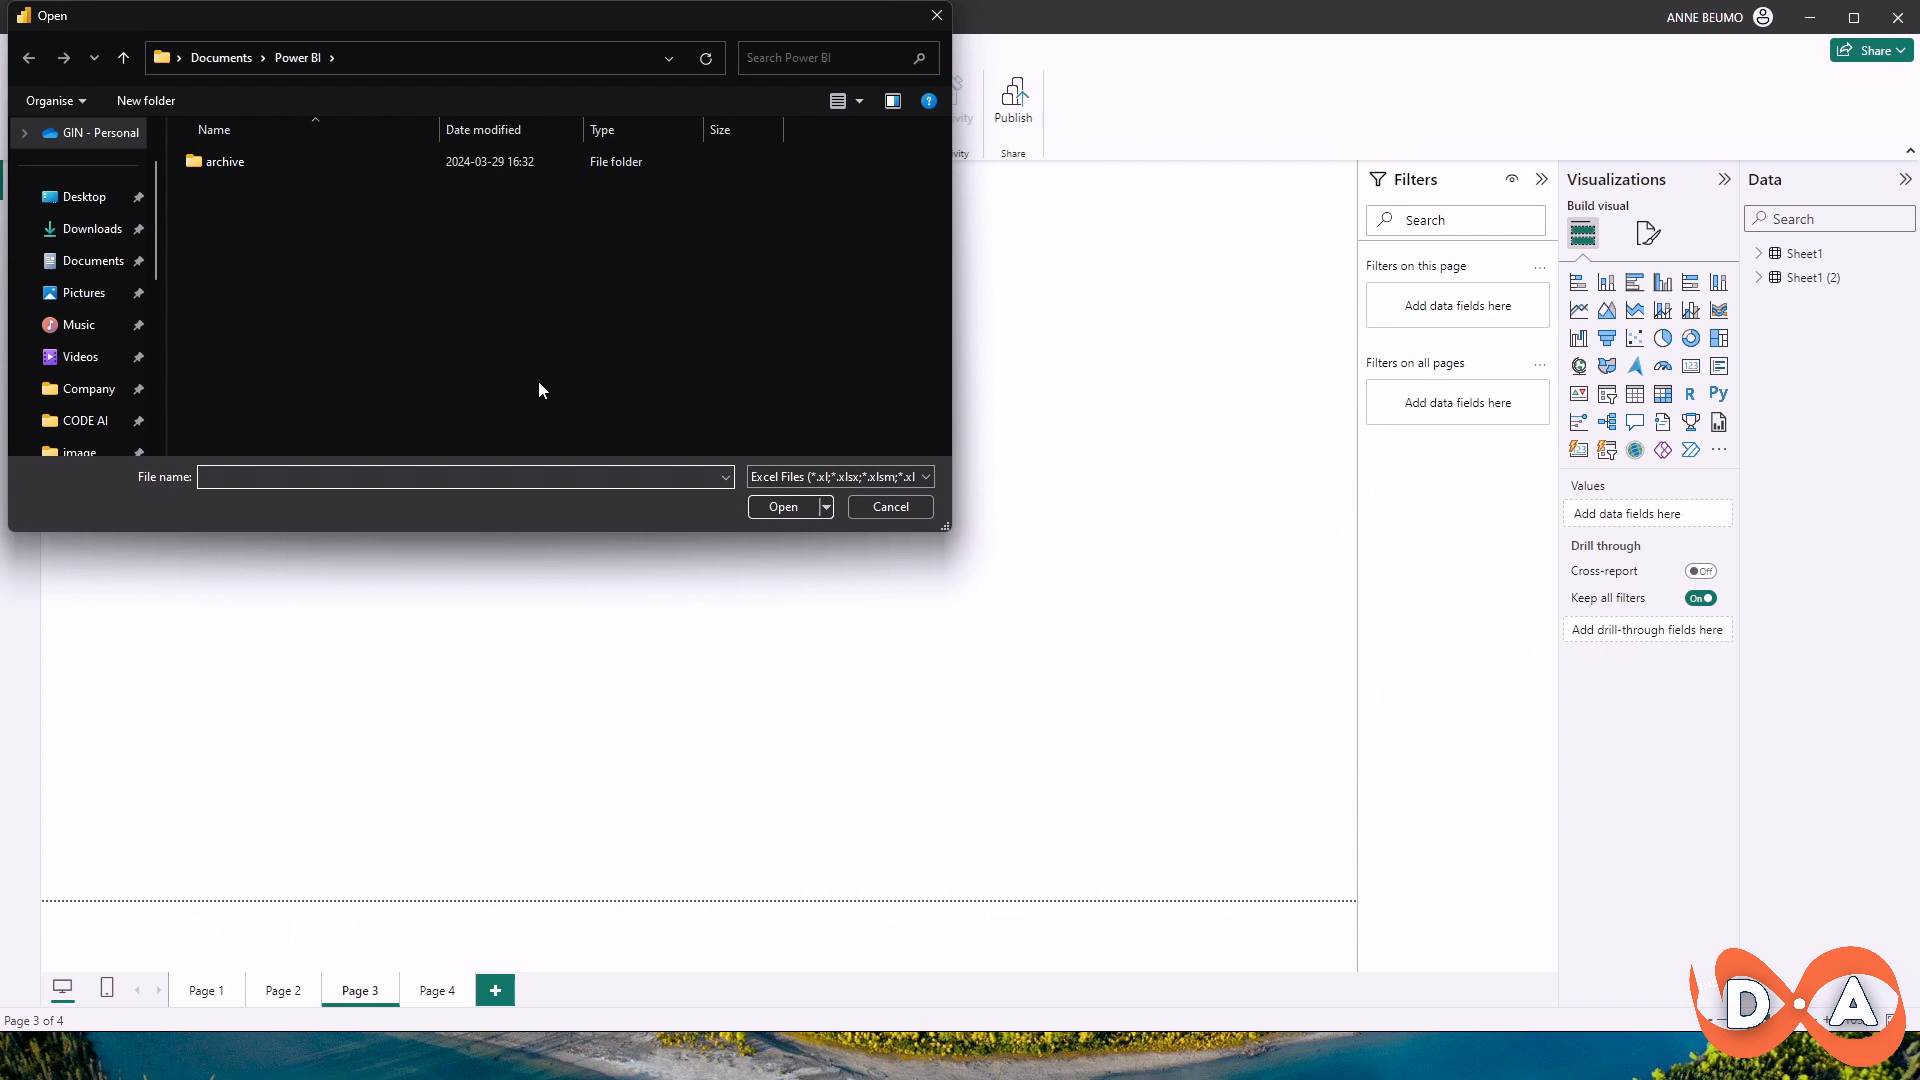 Open
ANNE BEUMO
Share
Documents
Power BI
Search Power BI
Organise
New folder
Publish
Share
GIN - Personal
Name
Date modified
Type
Size
archive
2024-03-29 16:32
File folder
Desktop
Downloads
Documents
Pictures
Music
Videos
Company
CODE AI
image
File name:
Excel Files (*.xl;*.xlsx;*.xlsm;*.xl
Open
Cancel
Filters
Search
Filters on this page
...
Add data fields here
Filters on all pages
...
Add data fields here
Visualizations
Build visual
123
R
Py
123
...
Values
Add data fields here
Drill through
Cross-report
Off
Keep all filters
On
Add drill-through fields here
Data
Search
Sheet1
Sheet1 (2)
Page 1
Page 2
Page 3
Page 4
+
Page 3 of 4
D A